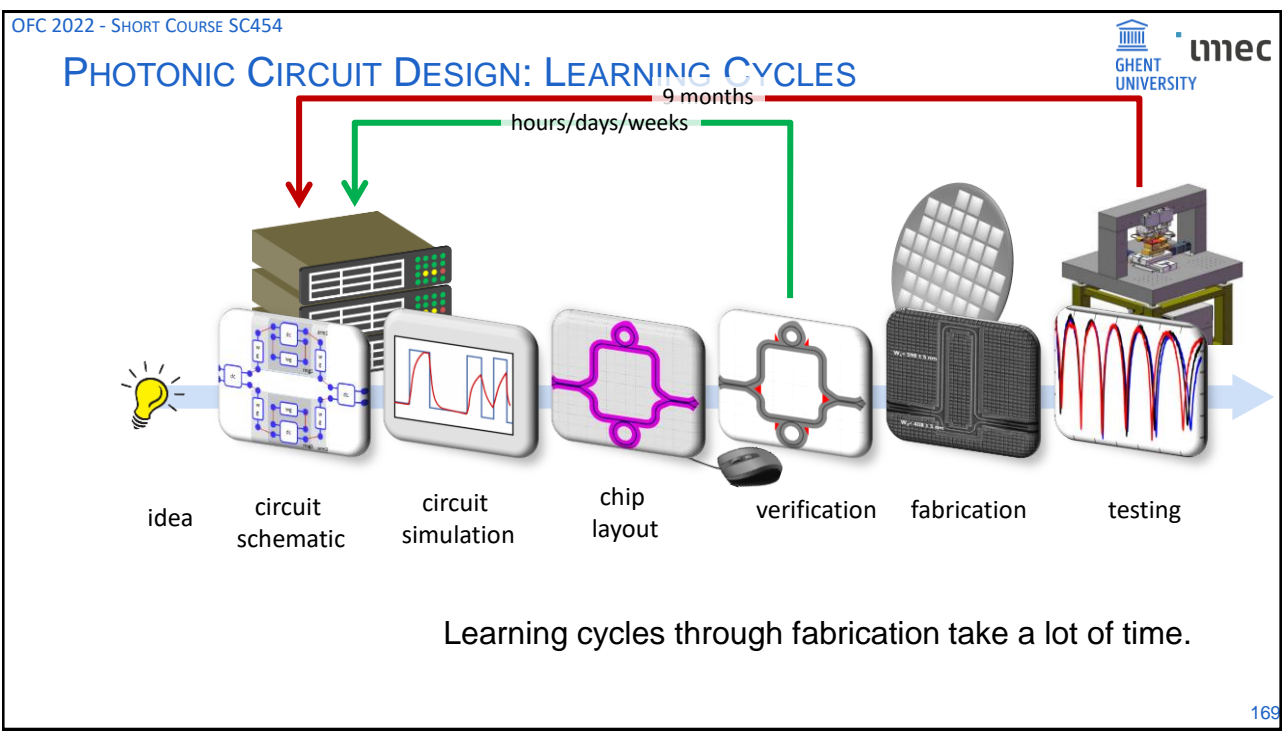 OFC 2022 - SHORT COURSE SC454
PHOTONIC CIRCUIT DESIGN: LEARNING CYCLES
GHENT
UNIVERSITY
imec
9 months
hours/days/weeks
idea
circuit
schematic
circuit
simulation
chip
layout
verification
fabrication
testing
Learning cycles through fabrication take a lot of time.
169